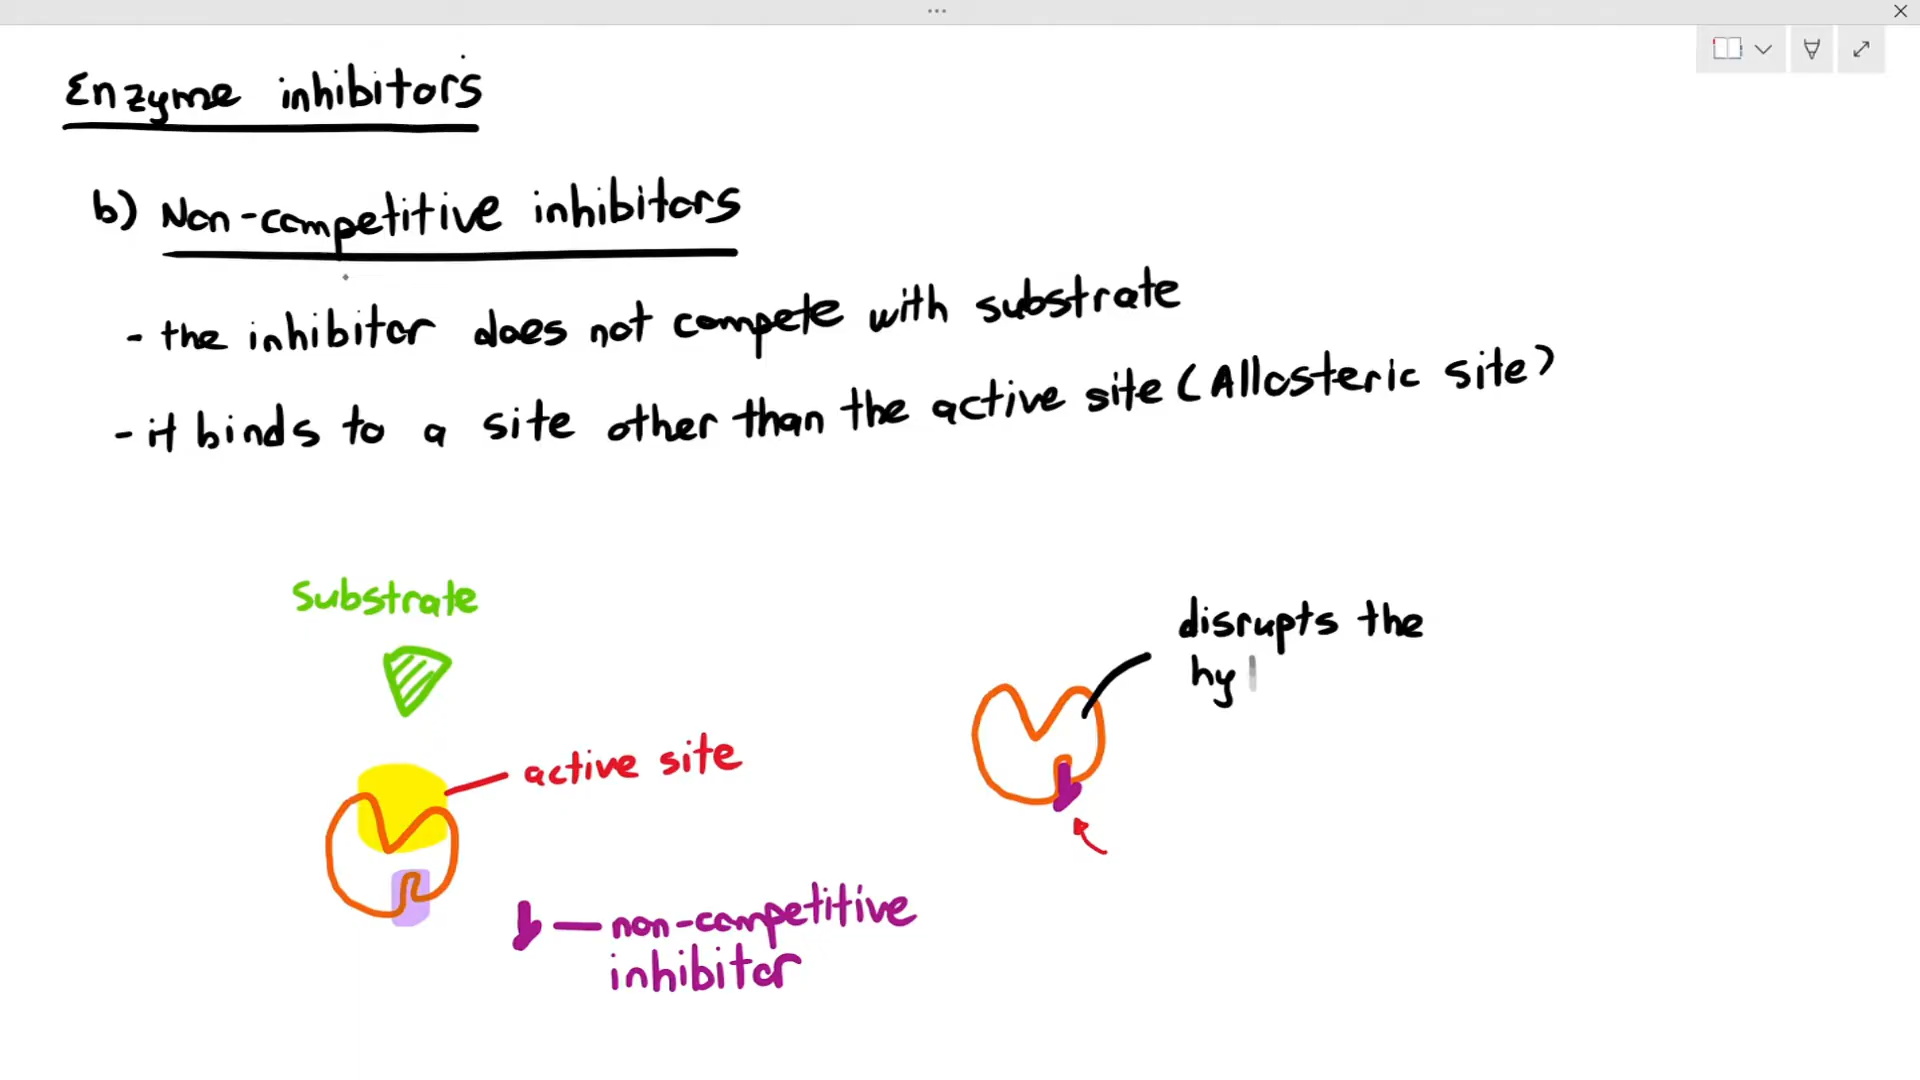 Enzyme inhibitors
b) Non-competitive inhibitors
- the inhibitor does not compete with substrate
- it binds to a site other than the active site (Allosteric site)
Substrate
disrupts the
hy
active site
non-competitive
inhibitor